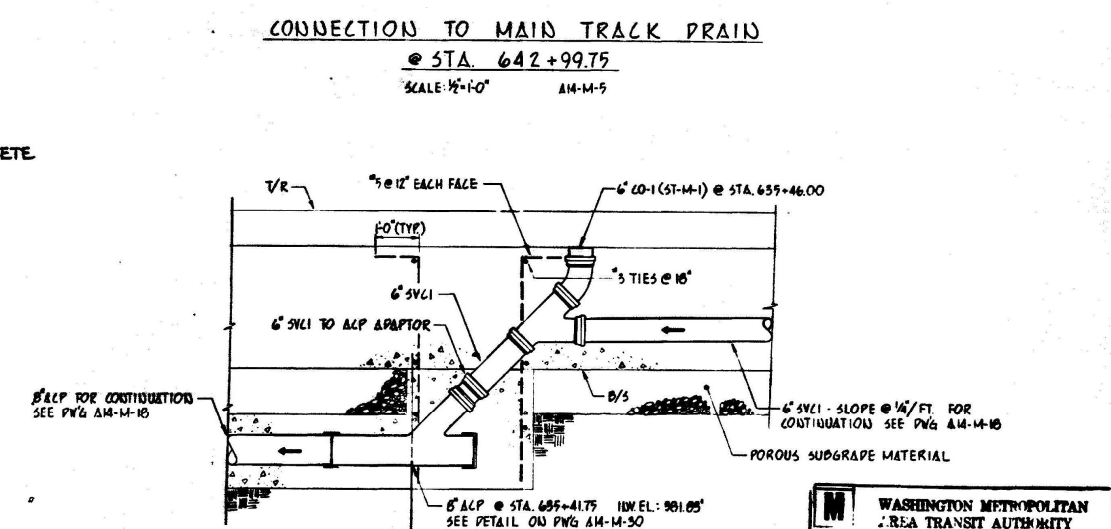 CONNECTION TO MAIN TRACK DRAIN
@ STA. 642+99.75
SCALE: ½"=1'-0" A14-M-5
ETE
T/R
#5 @ 12" EACH FACE
6" CO-1 (ST-M-1) @ STA. 635+46.00
1'-0" (TYP.)
#3 TIES @ 18"
6" SVCI
6" SVCI TO ACP ADAPTOR
8" ACP FOR CONTINUATION
SEE DWG A14-M-18
B/S
6" SVCI - SLOPE @ ¼"/FT. FOR
CONTINUATION SEE DWG A14-M-18
POROUS SUBGRADE MATERIAL
8" ACP @ STA. 635+41.75 INV. EL.:
SEE DETAIL ON DWG A14-M-30
M
WASHINGTON METROPOLITAN
AREA TRANSIT AUTHORITY